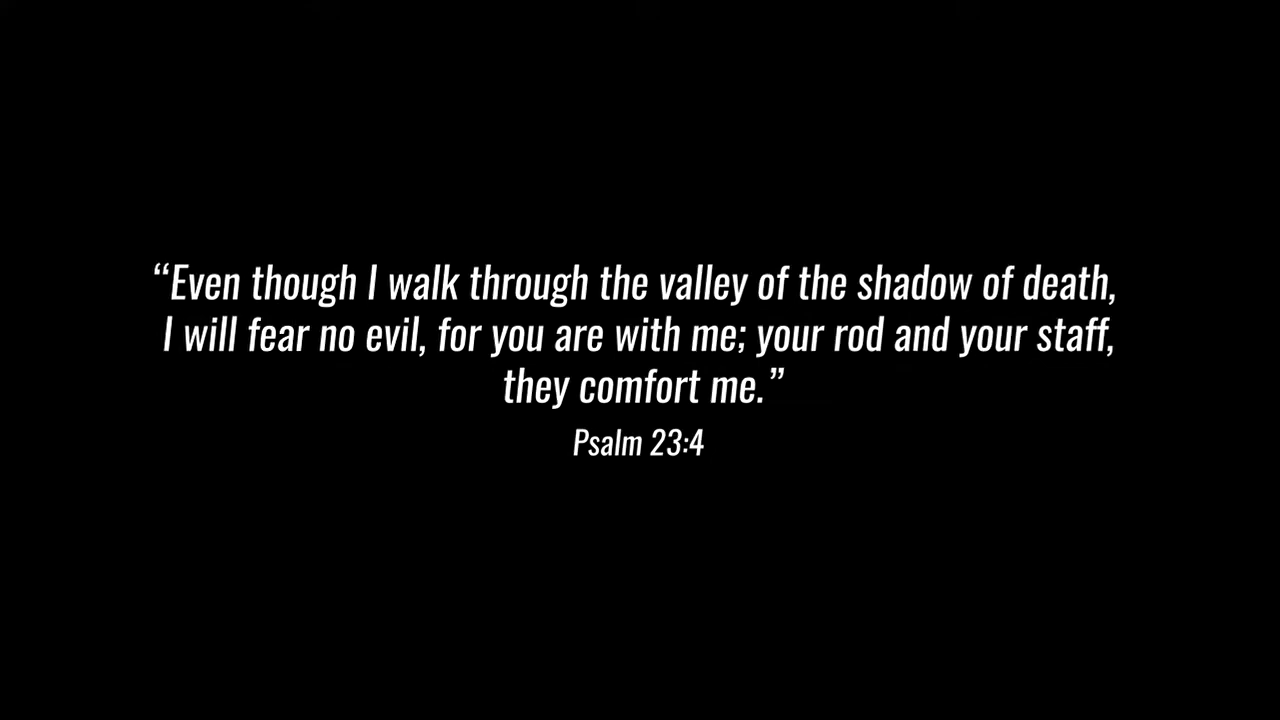 “Even though I walk through the valley of the shadow of death,
I will fear no evil, for you are with me; your rod and your staff,
they comfort me.”
Psalm 23:4